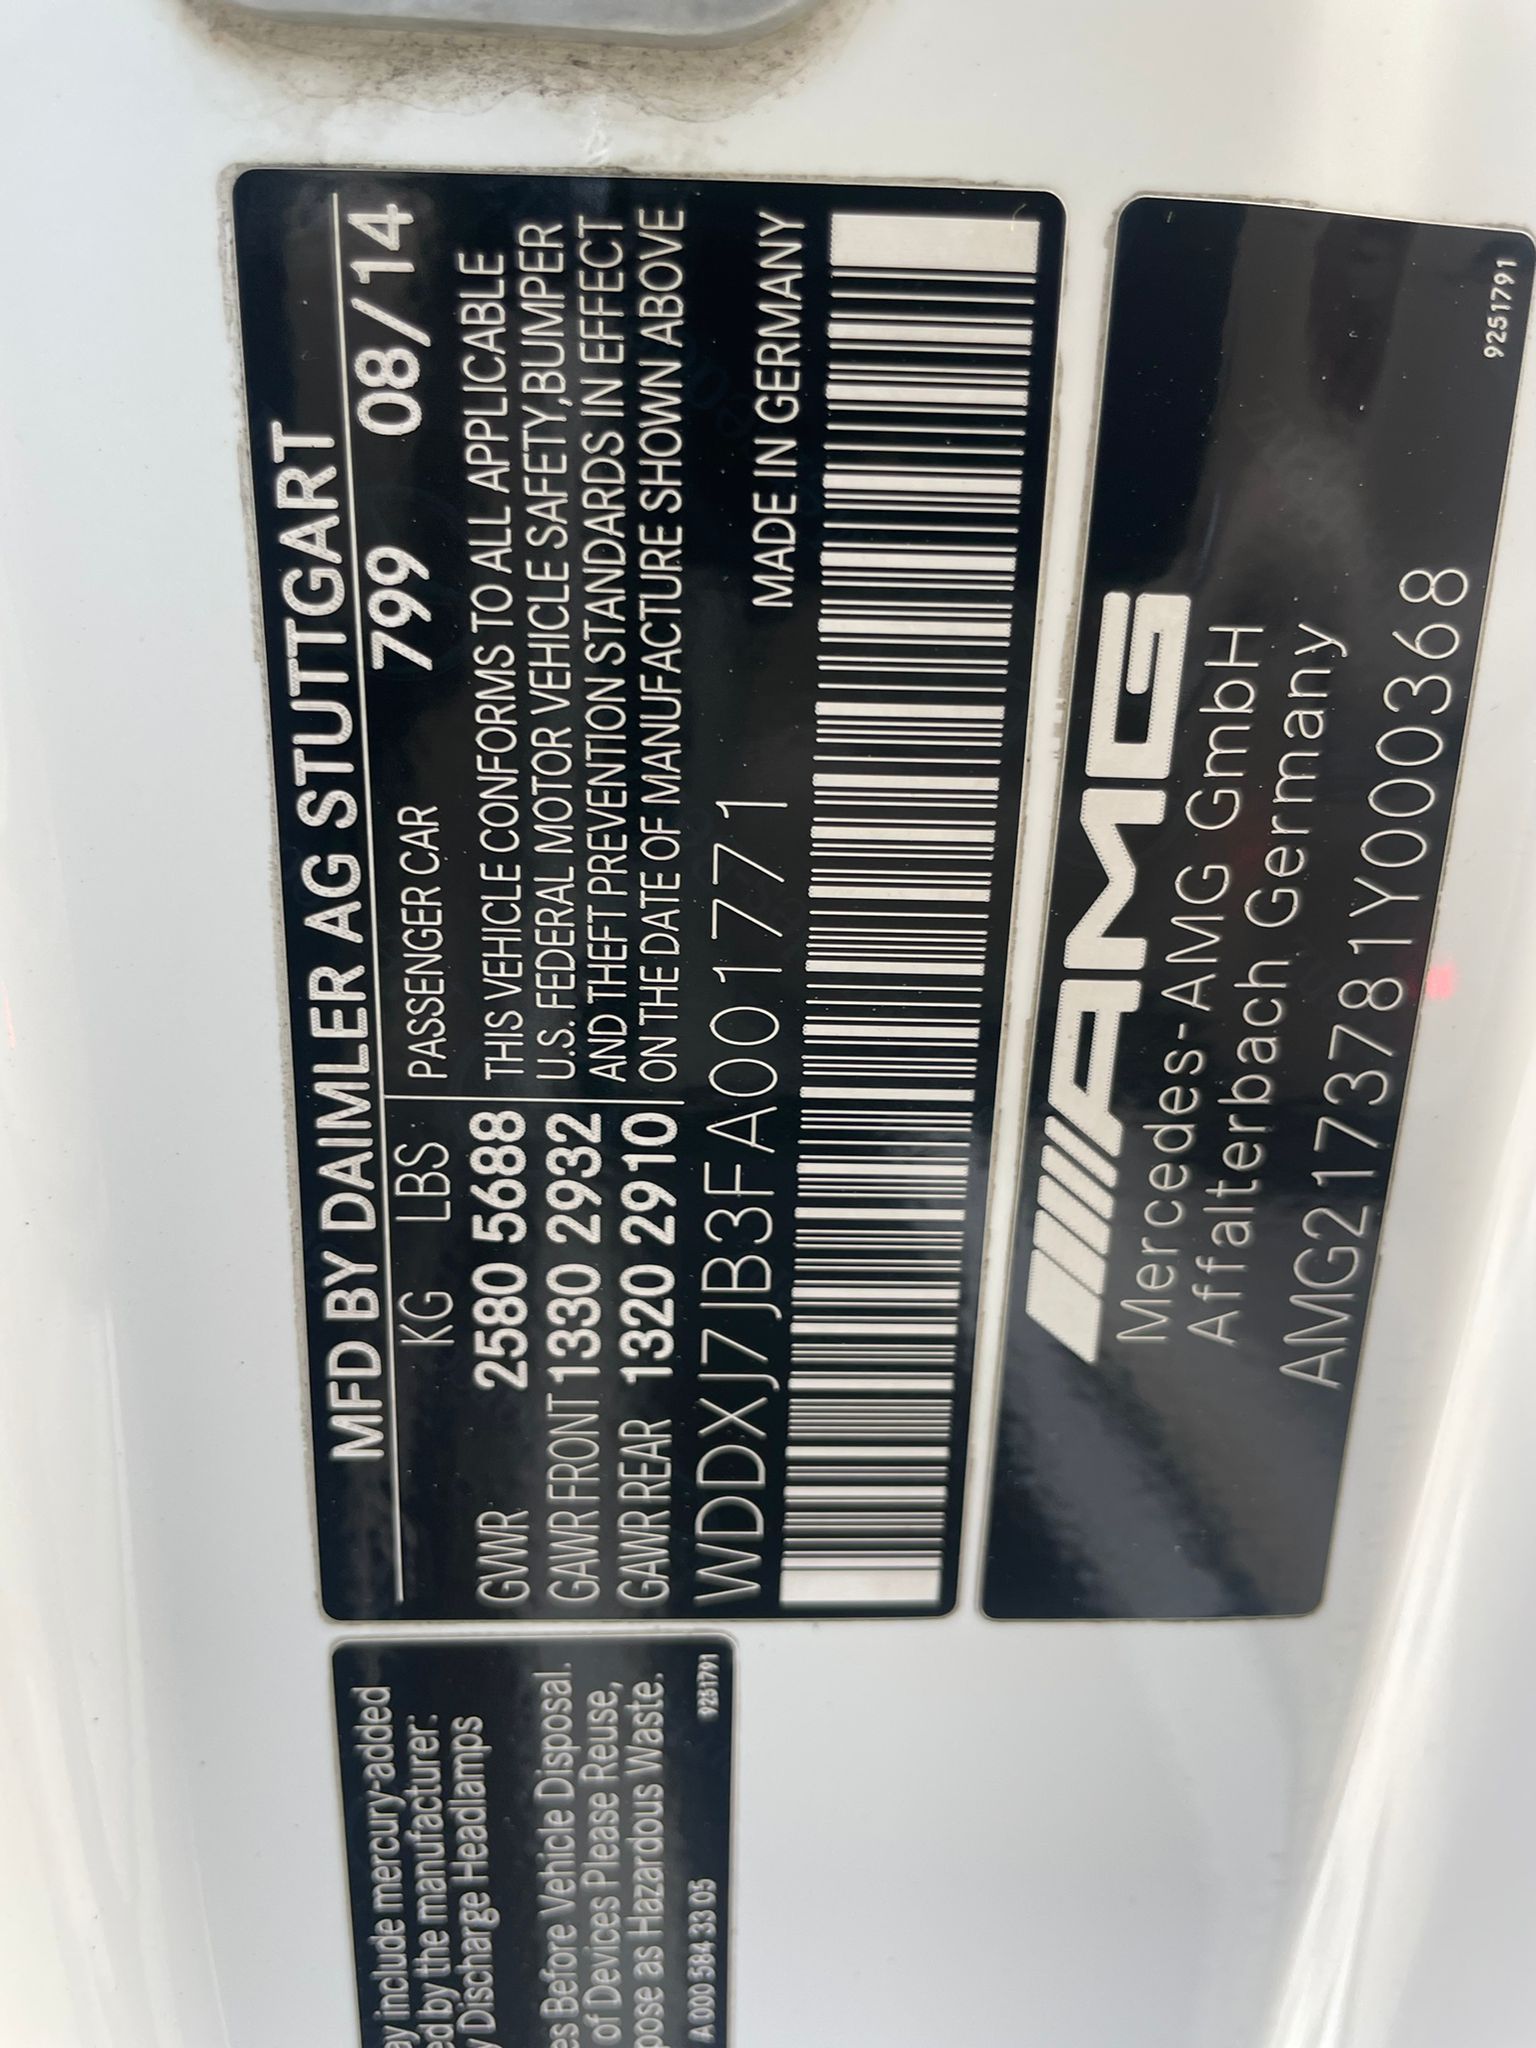 MFD BY DAIMLER AG STUTTGART
KG LBS PASSENGER CAR 799 08/14
GVWR 2580 5688 THIS VEHICLE CONFORMS TO ALL APPLICABLE
GAWR FRONT 1330 2932 U.S. FEDERAL MOTOR VEHICLE SAFETY,BUMPER
GAWR REAR 1320 2910 AND THEFT PREVENTION STANDARDS IN EFFECT
ON THE DATE OF MANUFACTURE SHOWN ABOVE
WDDXJ7JB3FA001771 MADE IN GERMANY
AMG
Mercedes-AMG GmbH
Affalterbach Germany
AMG2173781Y000368
9251791
include mercury-added
by the manufacturer:
Discharge Headlamps
Before Vehicle Disposal.
of Devices Please Reuse,
as Hazardous Waste.
A 000 584 33 05 9251791